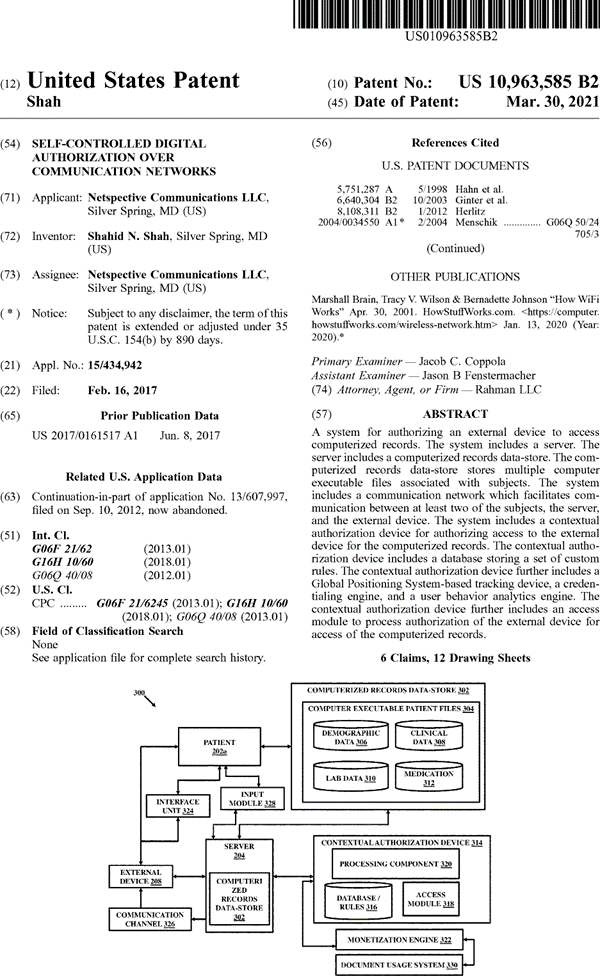 US010963585B2
(12) United States Patent
Shah
(10) Patent No.: US 10,963,585 B2
(45) Date of Patent: Mar. 30, 2021
(54) SELF-CONTROLLED DIGITAL
AUTHORIZATION OVER
COMMUNICATION NETWORKS
(71) Applicant: Netspective Communications LLC,
Silver Spring, MD (US)
(72) Inventor: Shahid N. Shah, Silver Spring, MD
(US)
(73) Assignee: Netspective Communications LLC,
Silver Spring, MD (US)
( * ) Notice: Subject to any disclaimer, the term of this
patent is extended or adjusted under 35
U.S.C. 154(b) by 890 days.
(21) Appl. No.: 15/434,942
(22) Filed: Feb. 16, 2017
(65) Prior Publication Data
US 2017/0161517 A1 Jun. 8, 2017
Related U.S. Application Data
(63) Continuation-in-part of application No. 13/607,997,
filed on Sep. 10, 2012, now abandoned.
(51) Int. Cl.
G06F 21/62 (2013.01)
G16H 10/60 (2018.01)
G06Q 40/08 (2012.01)
(52) U.S. Cl.
CPC ......... G06F 21/6245 (2013.01); G16H 10/60
(2018.01); G06Q 40/08 (2013.01)
(58) Field of Classification Search
None
See application file for complete search history.
(56) References Cited
U.S. PATENT DOCUMENTS
5,751,287 A 5/1998 Hahn et al.
6,640,304 B2 10/2003 Ginter et al.
8,108,311 B2 1/2012 Herlitz
2004/0034550 A1* 2/2004 Menschik .............. G06Q 50/24
705/3
(Continued)
OTHER PUBLICATIONS
Marshall Brain, Tracy V. Wilson & Bernadette Johnson “How WiFi
Works” Apr. 30, 2001. HowStuffWorks.com. <https://computer.
howstuffworks.com/wireless-network.htm> Jan. 13, 2020 (Year:
2020).*
Primary Examiner — Jacob C. Coppola
Assistant Examiner — Jason B Fenstermacher
(74) Attorney, Agent, or Firm — Rahman LLC
(57) ABSTRACT
A system for authorizing an external device to access
computerized records. The system includes a server. The
server includes a computerized records data-store. The com-
puterized records data-store stores multiple computer
executable files associated with subjects. The system
includes a communication network which facilitates com-
munication between at least two of the subjects, the server,
and the external device. The system includes a contextual
authorization device for authorizing access to the external
device for the computerized records. The contextual autho-
rization device includes a database storing a set of custom
rules. The contextual authorization device further includes a
Global Positioning System-based tracking device, a creden-
tialing engine, and a user behavior analytics engine. The
contextual authorization device further includes an access
module to process authorization of the external device for
access of the computerized records.
6 Claims, 12 Drawing Sheets
300
COMPUTERIZED RECORDS DATA-STORE 302
COMPUTER EXECUTABLE PATIENT FILES 304
DEMOGRAPHIC
DATA 306
CLINICAL
DATA 308
LAB DATA 310
MEDICATION
312
PATIENT
202a
INTERFACE
UNIT 324
INPUT
MODULE 328
SERVER
204
COMPUTERI
ZED
RECORDS
DATA-STORE
302
EXTERNAL
DEVICE 208
COMMUNICATION
CHANNEL 326
CONTEXTUAL AUTHORIZATION DEVICE 314
PROCESSING COMPONENT 320
DATABASE /
RULES 316
ACCESS
MODULE 318
MONETIZATION ENGINE 322
DOCUMENT USAGE SYSTEM 330